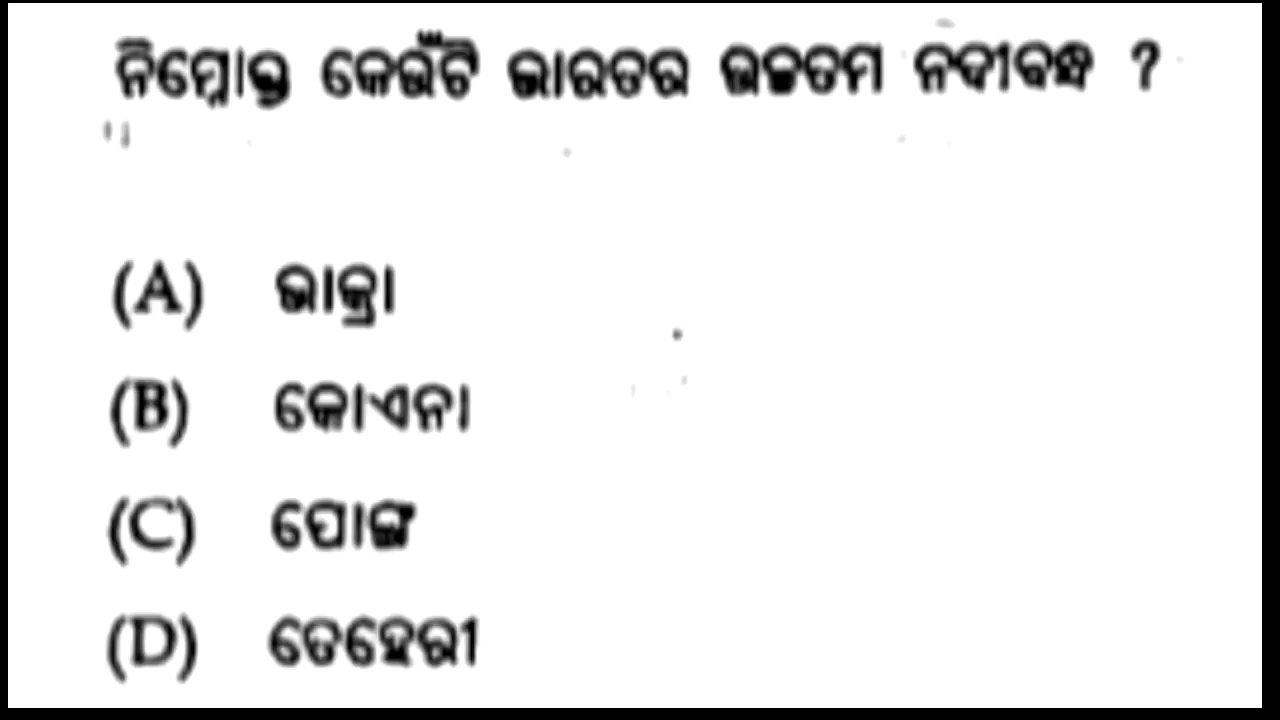 ନିମ୍ନୋକ୍ତ କେଉଁଟି ଭାରତର ଉଚ୍ଚତମ ନଦୀବନ୍ଧ ?
(A) ଭାକ୍ରା
(B) କୋଏନା
(C) ପୋଙ୍ଗ
(D) ତେହେରୀ